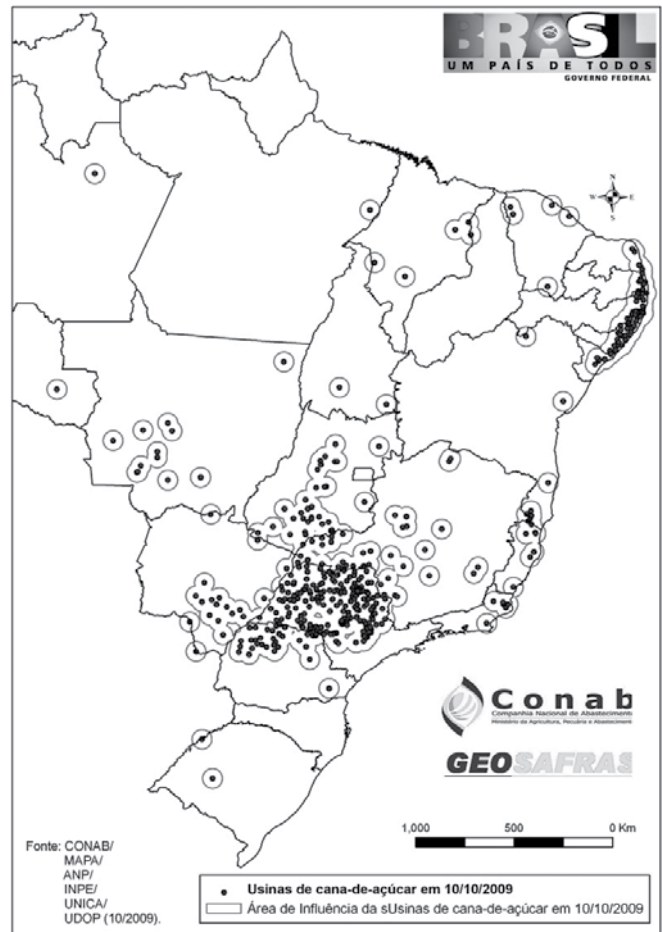 BRASIL
UM PAÍS DE TODOS
GOVERNO FEDERAL
N
W E
S
Conab
Companhia Nacional de Abastecimento
Ministério da Agricultura, Pecuária e Abastecimento
GEOSAFRAS
1,000 500 0 Km
Fonte: CONAB/
MAPA/
ANP/
INPE/
UNICA/
UDOP (10/2009).
Usinas de cana-de-açúcar em 10/10/2009
Área de Influência da sUsinas de cana-de-açúcar em 10/10/2009